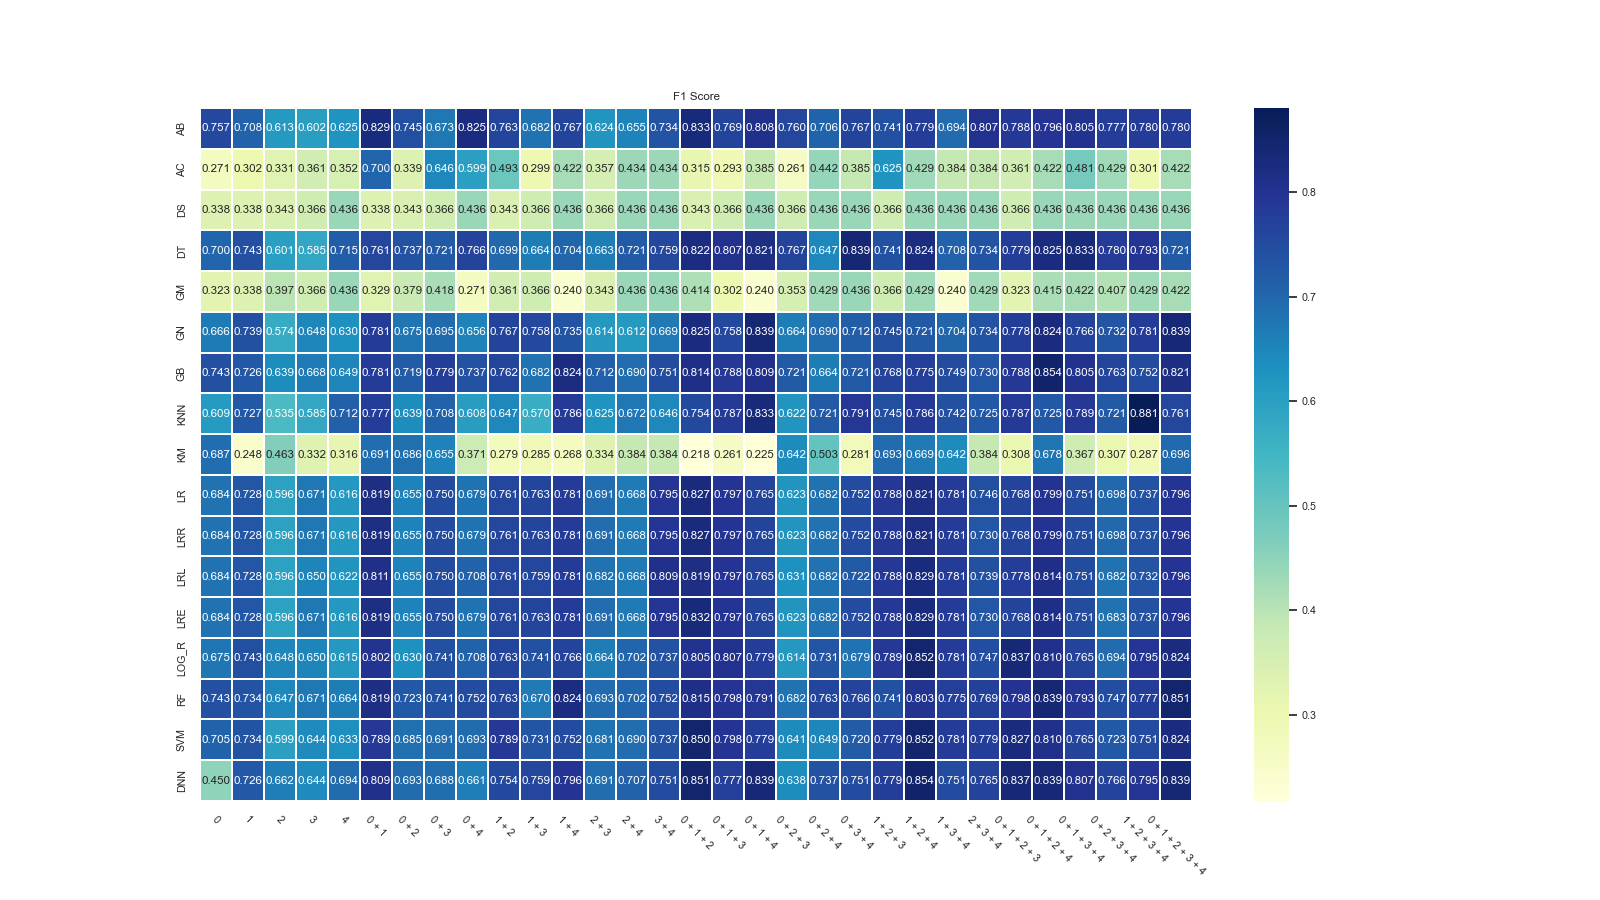 F1 Score
AB 0.757 0.708 0.613 0.602 0.625 0.829 0.745 0.673 0.825 0.763 0.682 0.767 0.624 0.655 0.734 0.833 0.769 0.808 0.760 0.706 0.767 0.741 0.779 0.694 0.807 0.788 0.796 0.805 0.777 0.780 0.780
AC 0.271 0.302 0.331 0.361 0.352 0.700 0.339 0.646 0.599 0.493 0.299 0.422 0.357 0.434 0.434 0.315 0.293 0.385 0.261 0.442 0.385 0.625 0.429 0.384 0.384 0.361 0.422 0.481 0.429 0.301 0.422
DS 0.338 0.338 0.343 0.366 0.436 0.338 0.343 0.366 0.436 0.343 0.366 0.436 0.366 0.436 0.436 0.343 0.366 0.436 0.366 0.436 0.436 0.366 0.436 0.436 0.436 0.366 0.436 0.436 0.436 0.436 0.436
DT 0.700 0.743 0.601 0.585 0.715 0.761 0.737 0.721 0.766 0.699 0.664 0.704 0.663 0.721 0.759 0.822 0.807 0.821 0.767 0.647 0.839 0.741 0.824 0.708 0.734 0.779 0.825 0.833 0.780 0.793 0.721
GM 0.323 0.338 0.397 0.366 0.436 0.329 0.379 0.418 0.271 0.361 0.366 0.240 0.343 0.436 0.436 0.414 0.302 0.240 0.353 0.429 0.436 0.366 0.429 0.240 0.429 0.323 0.415 0.422 0.407 0.429 0.422
GN 0.666 0.739 0.574 0.648 0.630 0.781 0.675 0.695 0.656 0.767 0.758 0.735 0.614 0.612 0.669 0.825 0.758 0.839 0.664 0.690 0.712 0.745 0.721 0.704 0.734 0.778 0.824 0.766 0.732 0.781 0.839
GB 0.743 0.726 0.639 0.668 0.649 0.781 0.719 0.779 0.737 0.762 0.682 0.824 0.712 0.690 0.751 0.814 0.788 0.809 0.721 0.664 0.721 0.768 0.775 0.749 0.730 0.788 0.854 0.805 0.763 0.752 0.821
KNN 0.609 0.727 0.535 0.585 0.712 0.777 0.639 0.708 0.608 0.647 0.570 0.786 0.625 0.672 0.646 0.754 0.787 0.833 0.622 0.721 0.791 0.745 0.786 0.742 0.725 0.787 0.725 0.789 0.721 0.881 0.761
KM 0.687 0.248 0.463 0.332 0.316 0.691 0.686 0.655 0.371 0.279 0.285 0.268 0.334 0.384 0.384 0.218 0.261 0.225 0.642 0.503 0.281 0.693 0.669 0.642 0.384 0.308 0.678 0.367 0.307 0.287 0.696
LR 0.684 0.728 0.596 0.671 0.616 0.819 0.655 0.750 0.679 0.761 0.763 0.781 0.691 0.668 0.795 0.827 0.797 0.765 0.623 0.682 0.752 0.788 0.821 0.781 0.746 0.768 0.799 0.751 0.698 0.737 0.796
LRR 0.684 0.728 0.596 0.671 0.616 0.819 0.655 0.750 0.679 0.761 0.763 0.781 0.691 0.668 0.795 0.827 0.797 0.765 0.623 0.682 0.752 0.788 0.821 0.781 0.730 0.768 0.799 0.751 0.698 0.737 0.796
LRL 0.684 0.728 0.596 0.650 0.622 0.811 0.655 0.750 0.708 0.761 0.759 0.781 0.682 0.668 0.809 0.819 0.797 0.765 0.631 0.682 0.722 0.788 0.829 0.781 0.739 0.778 0.814 0.751 0.682 0.732 0.796
LRE 0.684 0.728 0.596 0.671 0.616 0.819 0.655 0.750 0.679 0.761 0.763 0.781 0.691 0.668 0.795 0.832 0.797 0.765 0.623 0.682 0.752 0.788 0.829 0.781 0.730 0.768 0.814 0.751 0.683 0.737 0.796
LOG_R 0.675 0.743 0.648 0.650 0.615 0.802 0.630 0.741 0.708 0.763 0.741 0.766 0.664 0.702 0.737 0.805 0.807 0.779 0.614 0.731 0.679 0.789 0.852 0.781 0.747 0.837 0.810 0.765 0.694 0.795 0.824
RF 0.743 0.734 0.647 0.671 0.664 0.819 0.723 0.741 0.752 0.763 0.670 0.824 0.693 0.702 0.752 0.815 0.798 0.791 0.682 0.763 0.766 0.741 0.803 0.775 0.769 0.798 0.839 0.793 0.747 0.777 0.851
SVM 0.705 0.734 0.599 0.644 0.633 0.789 0.685 0.691 0.693 0.789 0.731 0.752 0.681 0.690 0.737 0.850 0.798 0.779 0.641 0.649 0.720 0.779 0.852 0.781 0.779 0.827 0.810 0.765 0.723 0.751 0.824
DNN 0.450 0.726 0.662 0.644 0.694 0.809 0.693 0.688 0.661 0.754 0.759 0.796 0.691 0.707 0.751 0.851 0.777 0.839 0.638 0.737 0.751 0.779 0.854 0.751 0.765 0.837 0.839 0.807 0.766 0.795 0.839
0 1 2 3 4 0 + 1 0 + 2 0 + 3 0 + 4 1 + 2 1 + 3 1 + 4 2 + 3 2 + 4 3 + 4 0 + 1 + 2 0 + 1 + 3 0 + 1 + 4 0 + 2 + 3 0 + 2 + 4 0 + 3 + 4 1 + 2 + 3 1 + 2 + 4 1 + 3 + 4 2 + 3 + 4 0 + 1 + 2 + 3 0 + 1 + 2 + 4 0 + 1 + 3 + 4 0 + 2 + 3 + 4 1 + 2 + 3 + 4 0 + 1 + 2 + 3 + 4
0.8
0.7
0.6
0.5
0.4
0.3